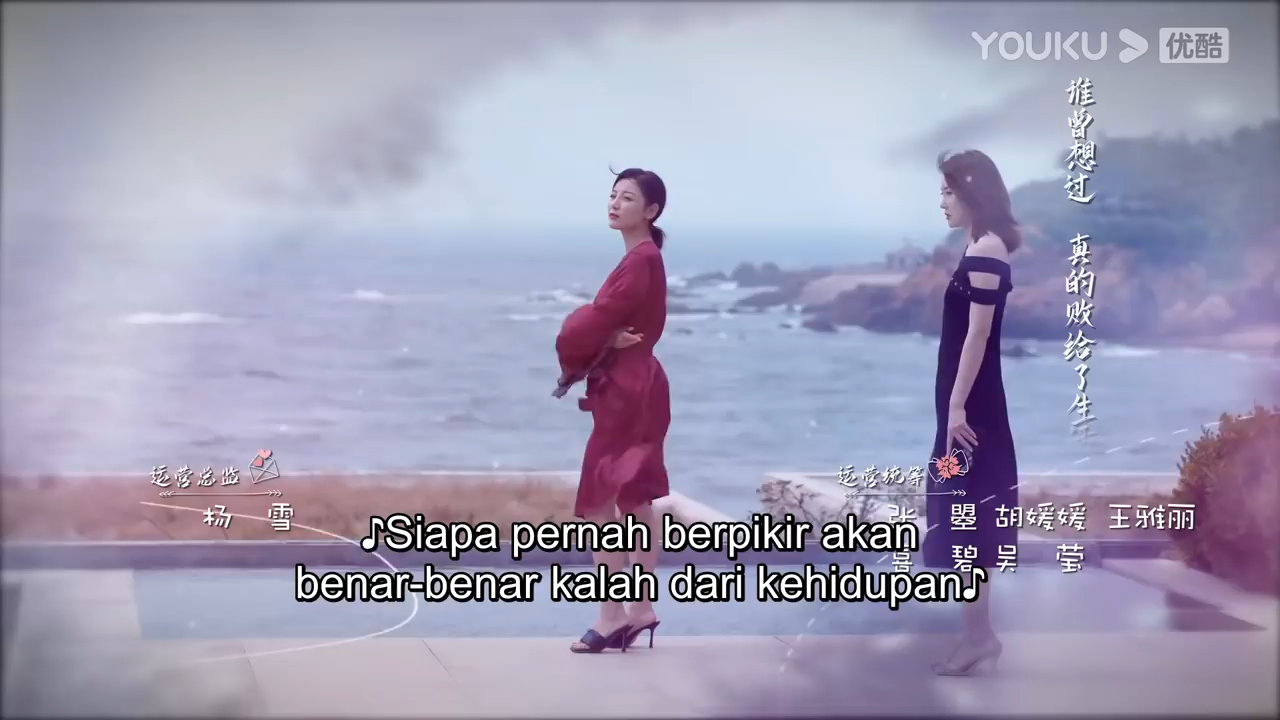 YOUKU 优酷
谁曾想过 真的败给了生
运营总监
杨 雪
运营统筹
张 曌 胡媛媛 王雅丽
碧 吴 莹
♪Siapa pernah berpikir akan
benar-benar kalah dari kehidupan♪